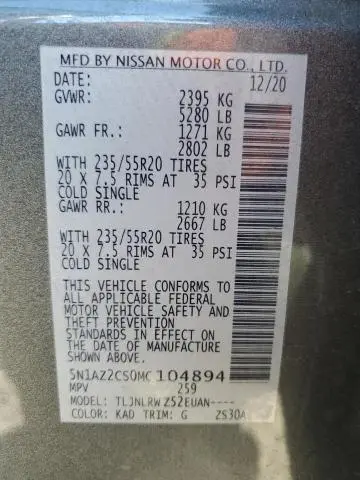 MFD BY NISSAN MOTOR CO., LTD.
DATE: 12/20
GVWR: 2395 KG
5280 LB
GAWR FR.: 1271 KG
2802 LB
WITH 235/55R20 TIRES
20 X 7.5 RIMS AT 35 PSI
COLD SINGLE
GAWR RR.: 1210 KG
2667 LB
WITH 235/55R20 TIRES
20 X 7.5 RIMS AT 35 PSI
COLD SINGLE
THIS VEHICLE CONFORMS TO
ALL APPLICABLE FEDERAL
MOTOR VEHICLE SAFETY AND
THEFT PREVENTION
STANDARDS IN EFFECT ON
THE DATE OF MANUFACTURE
SHOWN ABOVE.
5N1AZ2CS0MC104894
MPV 259
MODEL: TLJNLRWZ52EUAN----
COLOR: KAD TRIM: G ZS30A